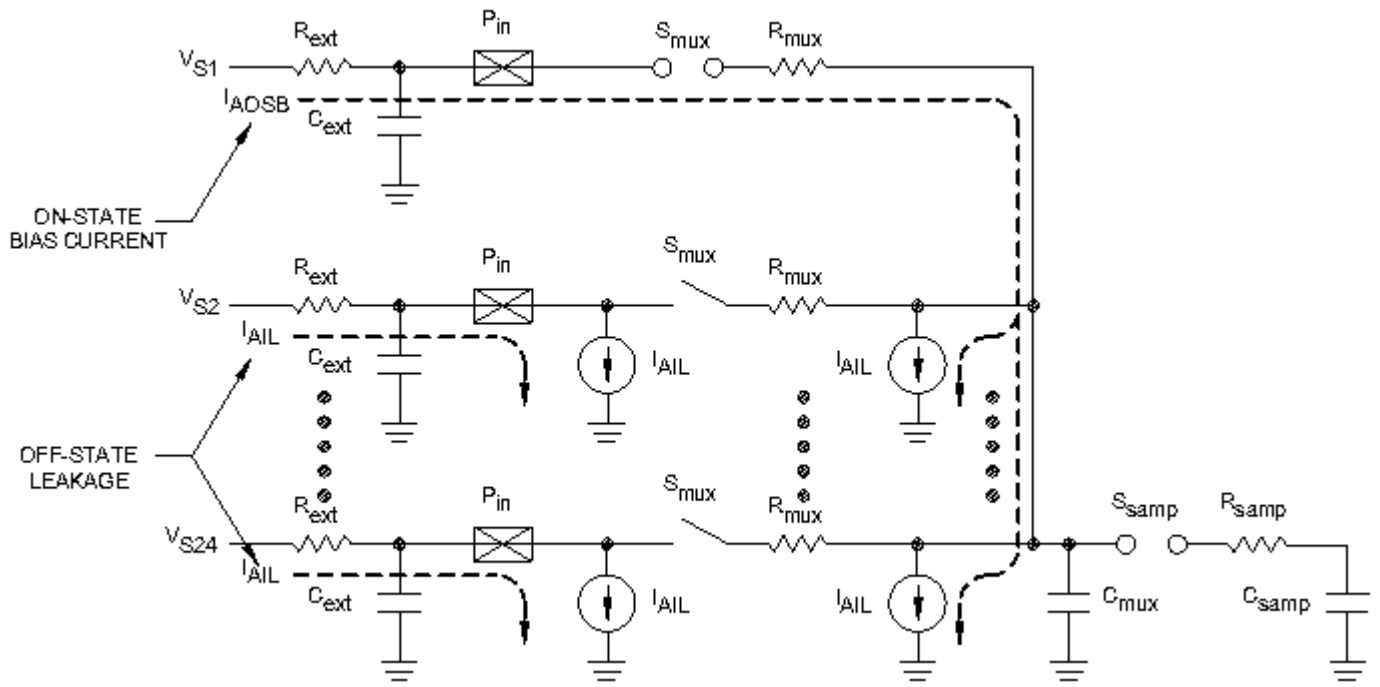 Rext
Pin
Smux
Rmux
VS1
IAOSB
Cext
ON-STATE
BIAS CURRENT
Rext
Pin
Smux
Rmux
VS2
IAIL
Cext
IAIL
IAIL
OFF-STATE
LEAKAGE
Rext
Pin
Smux
Rmux
Ssamp
Rsamp
VS24
IAIL
Cext
IAIL
IAIL
Cmux
Csamp